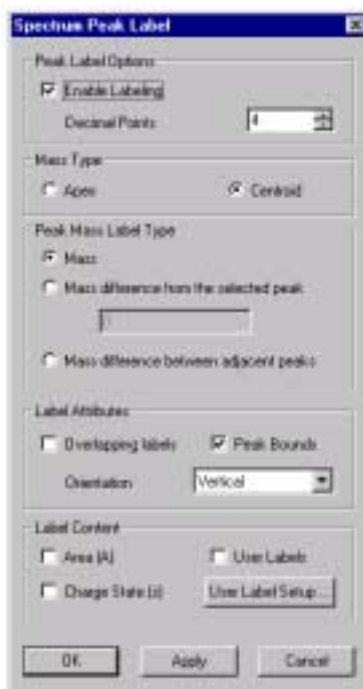 Spectrum Peak Label
Peak Label Options
Enable Labeling
Decimal Points 4
Mass Type
Apex Centroid
Peak Mass Label Type
Mass
Mass difference from the selected peak
Mass difference between adjacent peaks
Label Attributes
Overlapping labels Peak Bounds
Orientation Vertical
Label Content
Area (A) User Labels
Charge State (z) User Label Setup...
OK Apply Cancel